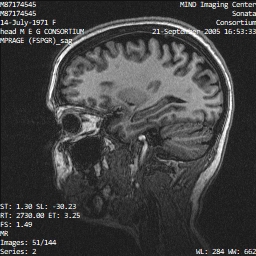 M87174545
MIND Imaging Center
M87174545
Sonata
14-July-1971 F
Consortium
head M E G CONSORTIUM
21-September-2005 16:53:33
MPRAGE (FSPGR)_sag
ST: 1.30 SL: -30.23
RT: 2730.00 ET: 3.25
FS: 1.49
MR
Images: 51/144
Series: 2
WL: 284 WW: 662